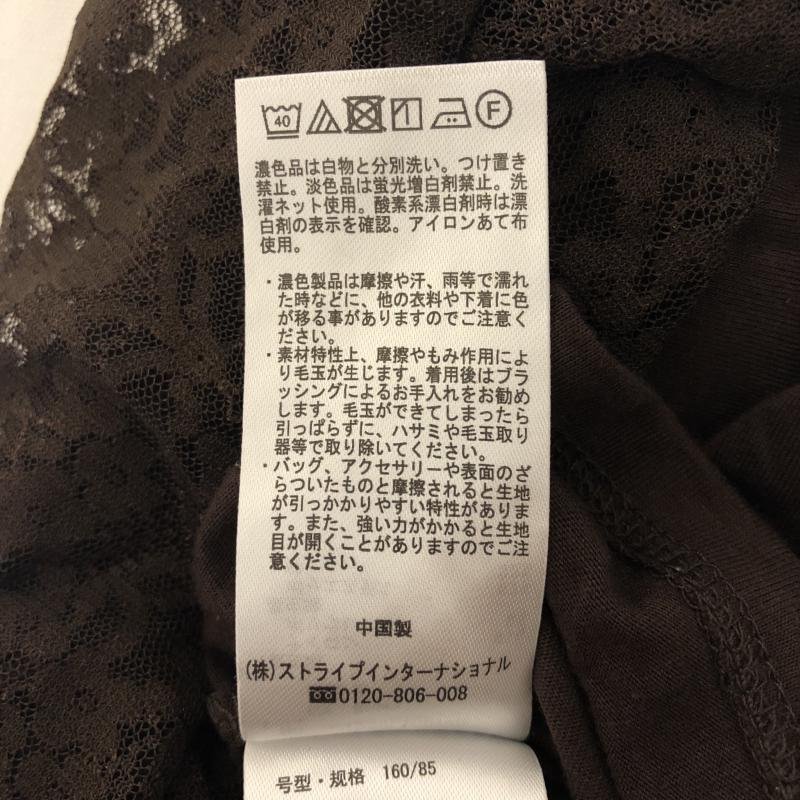 40 F
濃色品は白物と分別洗い。つけ置き
禁止。淡色品は蛍光増白剤禁止。洗
濯ネット使用。酸素系漂白剤時は漂
白剤の表示を確認。アイロンあて布
使用。
・濃色製品は摩擦や汗、雨等で濡れ
た時などに、他の衣料や下着に色
が移る事がありますのでご注意く
ださい。
・素材特性上、摩擦やもみ作用によ
り毛玉が生じます。着用後はブラ
ッシングによるお手入れをお勧め
します。毛玉ができてしまったら
引っぱらずに、ハサミや毛玉取り
器等で取り除いてください。
・バッグ、アクセサリーや表面のざ
らついたものと摩擦されると生地
が引っかかりやすい特性がありま
す。また、強い力がかかると生地
目が開くことがありますのでご注
意ください。
中国製
(株)ストライプインターナショナル
0120-806-008
号型・规格 160/85